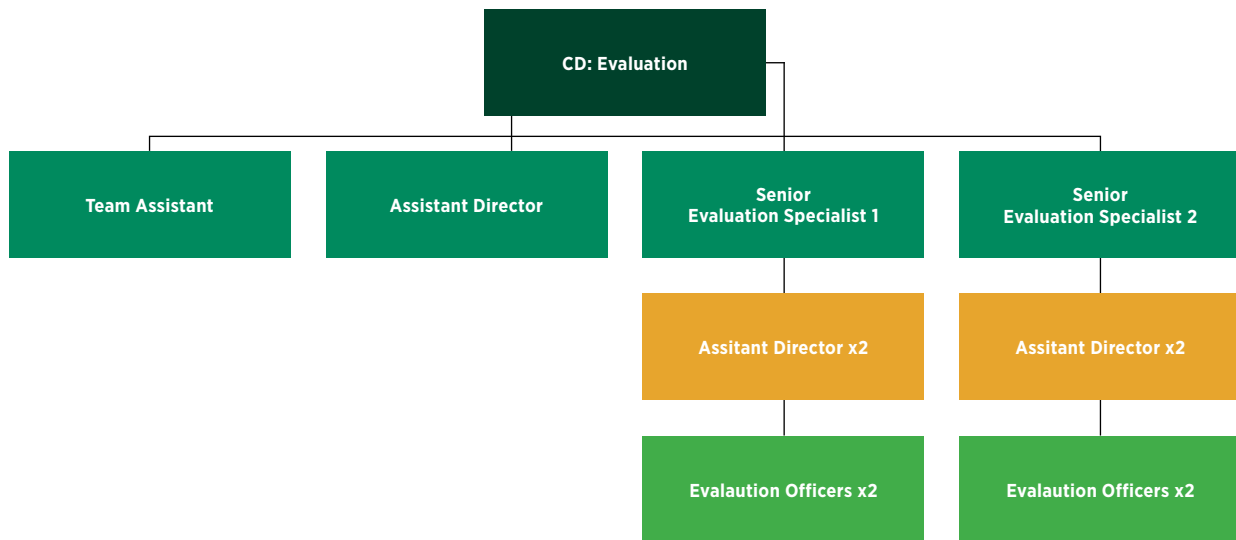 CD: Evaluation
Team Assistant
Assistant Director
Senior
Evaluation Specialist 1
Senior
Evaluation Specialist 2
Assitant Director x2
Assitant Director x2
Evalaution Officers x2
Evalaution Officers x2